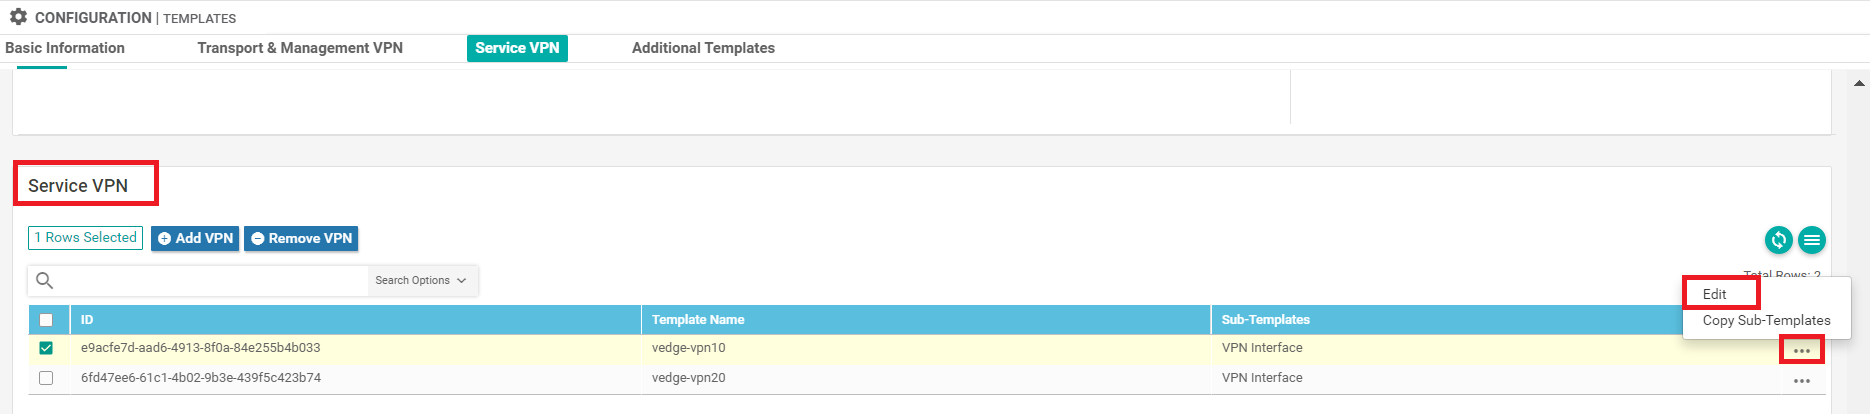 CONFIGURATION | TEMPLATES
Basic Information Transport & Management VPN Service VPN Additional Templates
Service VPN
1 Rows Selected Add VPN Remove VPN
Search Options
Total Rows: 2
Edit
Copy Sub-Templates
ID Template Name Sub-Templates
e9acfe7d-aad6-4913-8f0a-84e255b4b033 vedge-vpn10 VPN Interface
6fd47ee6-61c1-4b02-9b3e-439f5c423b74 vedge-vpn20 VPN Interface